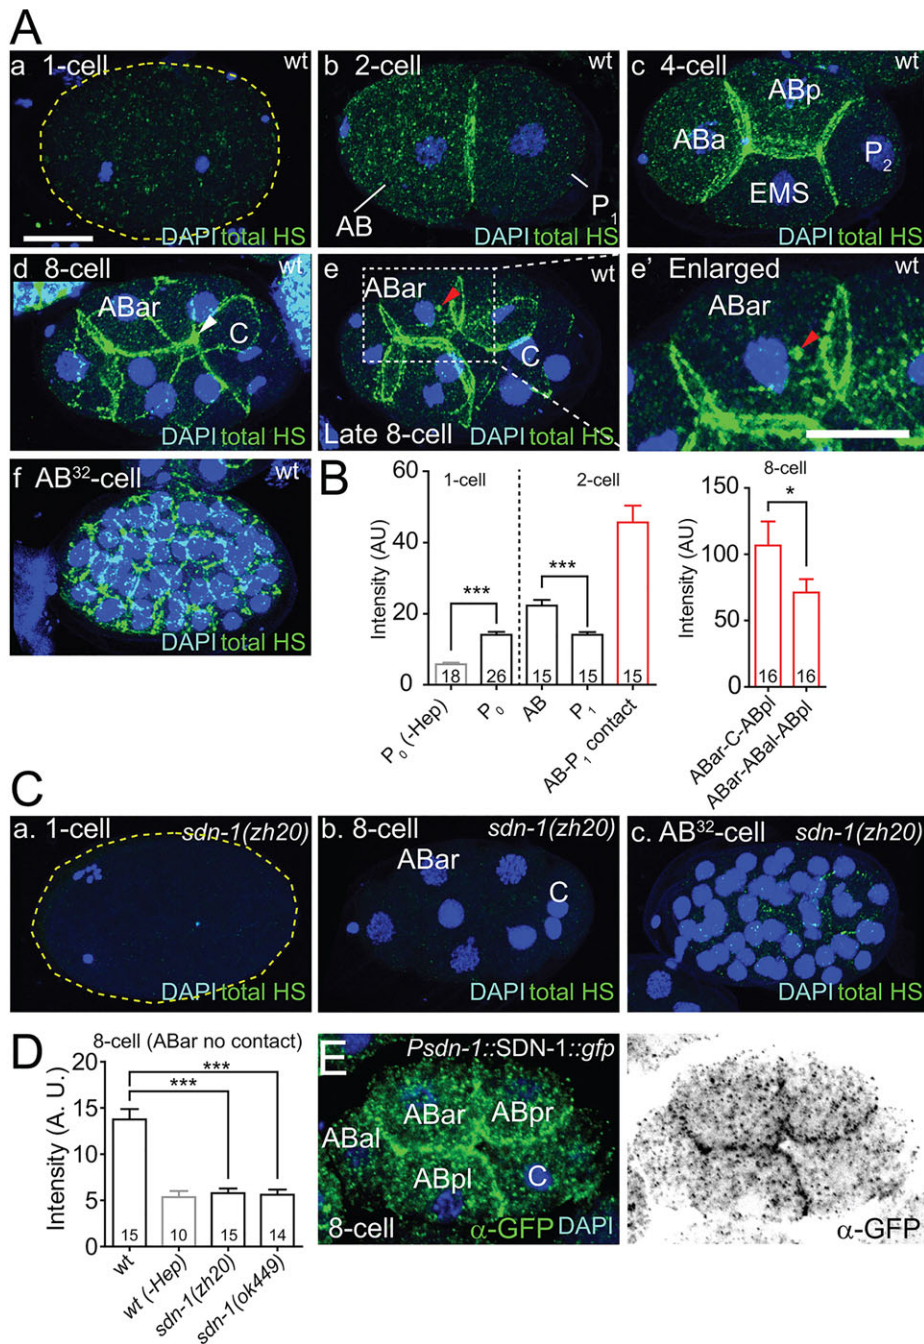 A
a 1-cell wt
DAPI total HS
b 2-cell wt
AB
P1
DAPI total HS
c 4-cell wt
ABp
ABa
P2
EMS
DAPI total HS
d 8-cell wt
ABar
C
DAPI total HS
e wt
ABar
C
Late 8-cell DAPI total HS
e' Enlarged wt
ABar
DAPI total HS
f AB32-cell wt
DAPI total HS
B
1-cell 2-cell
Intensity (AU)
60
40
20
0
***
***
18 26 15 15 15
P0 (-Hep) P0 AB P1 AB-P1 contact
8-cell
Intensity (AU)
150
100
50
0
*
16 16
ABar-C-ABpl ABar-ABal-ABpl
C
a. 1-cell sdn-1(zh20)
DAPI total HS
b. 8-cell sdn-1(zh20)
ABar
C
DAPI total HS
c. AB32-cell sdn-1(zh20)
DAPI total HS
D
8-cell (ABar no contact)
Intensity (A. U.)
20
15
10
5
0
***
***
15 10 15 14
wt wt (-Hep) sdn-1(zh20) sdn-1(ok449)
E
Psdn-1::SDN-1::gfp
ABar ABpr
ABal
ABpl C
8-cell α-GFP DAPI
α-GFP